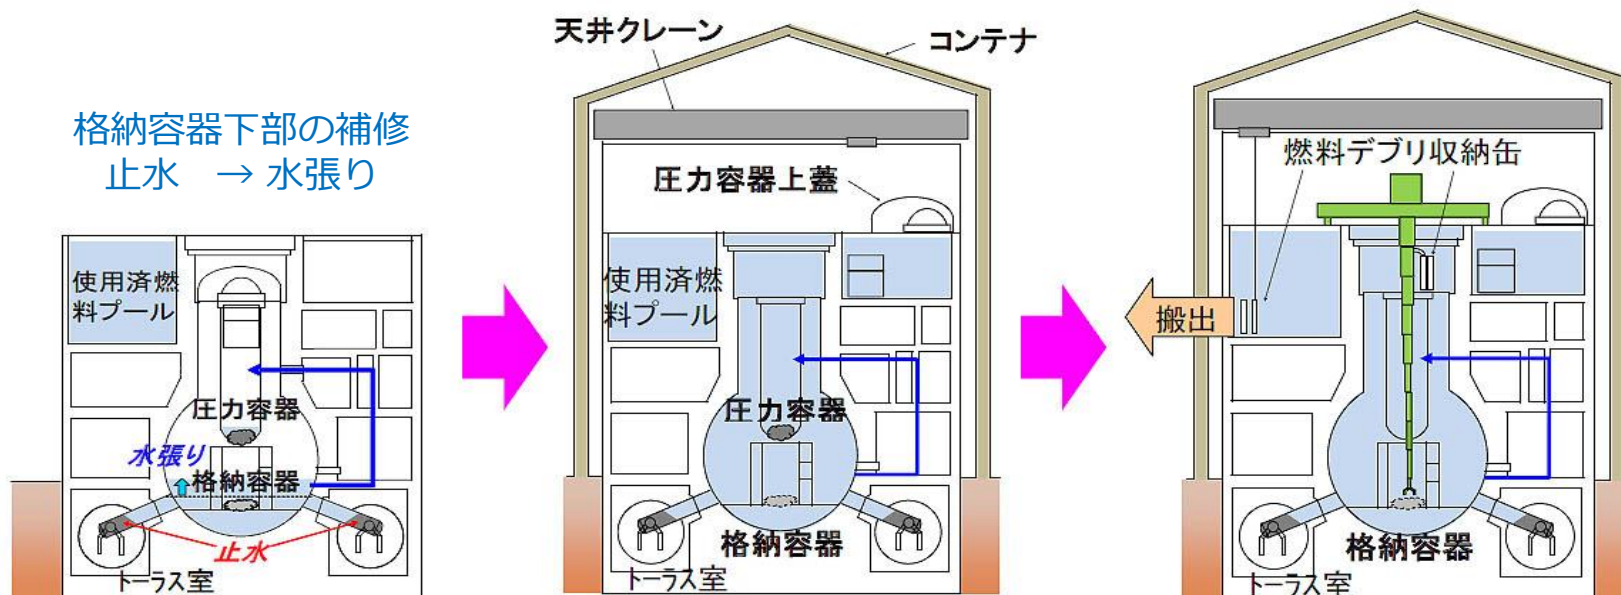 格納容器下部の補修
止水　→ 水張り
使用済燃
料プール
圧力容器
水張り
格納容器
止水
トーラス室
天井クレーン
コンテナ
圧力容器上蓋
使用済燃
料プール
圧力容器
格納容器
トーラス室
燃料デブリ収納缶
搬出
格納容器
トーラス室